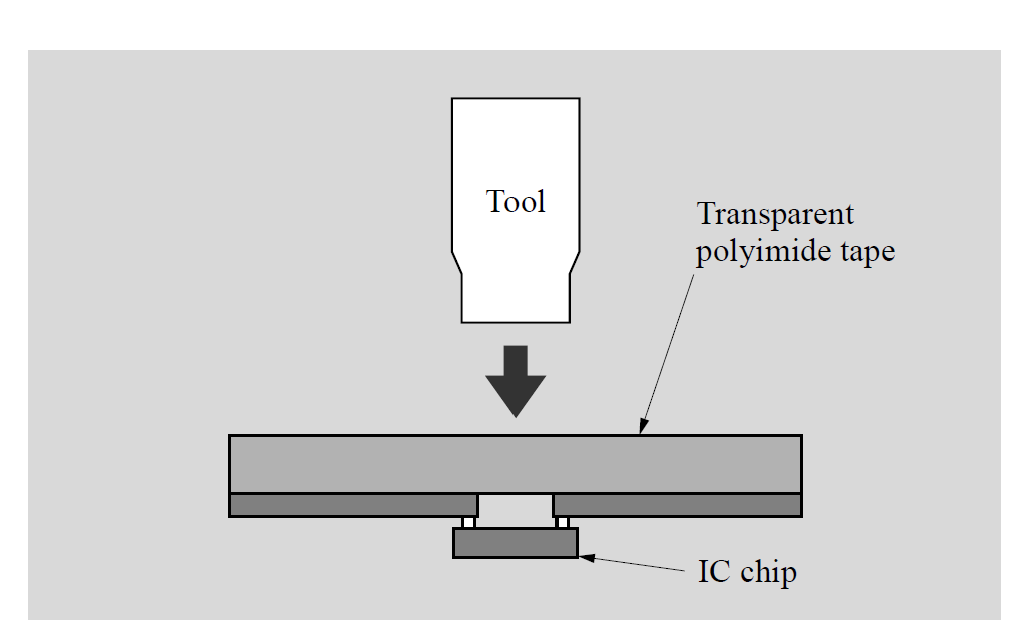 Tool
Transparent
polyimide tape
IC chip